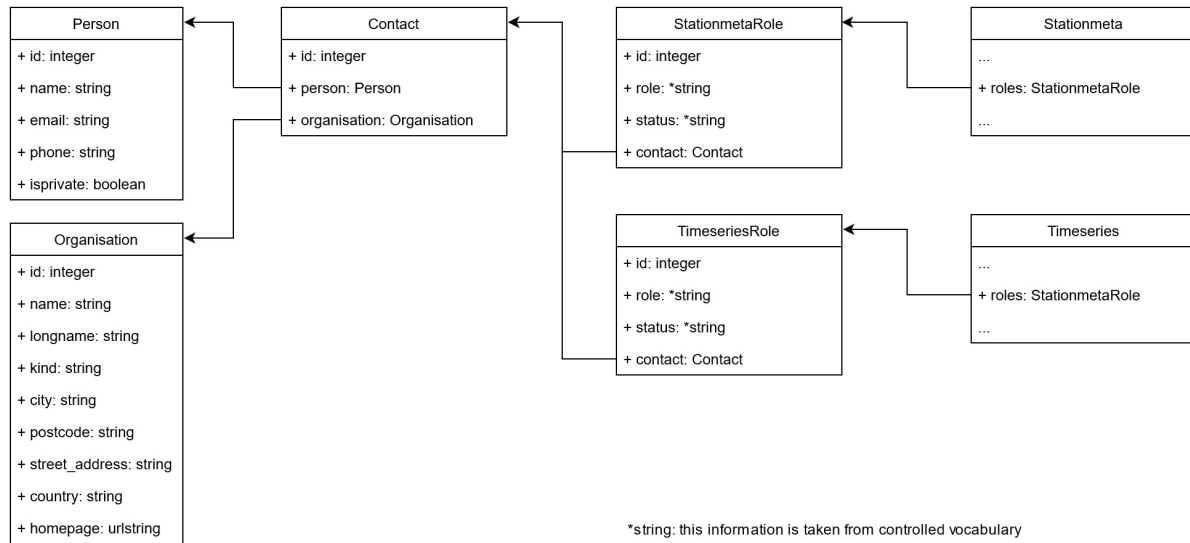 Person
+ id: integer
+ name: string
+ email: string
+ phone: string
+ isprivate: boolean
Organisation
+ id: integer
+ name: string
+ longname: string
+ kind: string
+ city: string
+ postcode: string
+ street_address: string
+ country: string
+ homepage: urlstring
Contact
+ id: integer
+ person: Person
+ organisation: Organisation
StationmetaRole
+ id: integer
+ role: *string
+ status: *string
+ contact: Contact
TimeseriesRole
+ id: integer
+ role: *string
+ status: *string
+ contact: Contact
Stationmeta
...
+ roles: StationmetaRole
...
Timeseries
...
+ roles: StationmetaRole
...
*string: this information is taken from controlled vocabulary